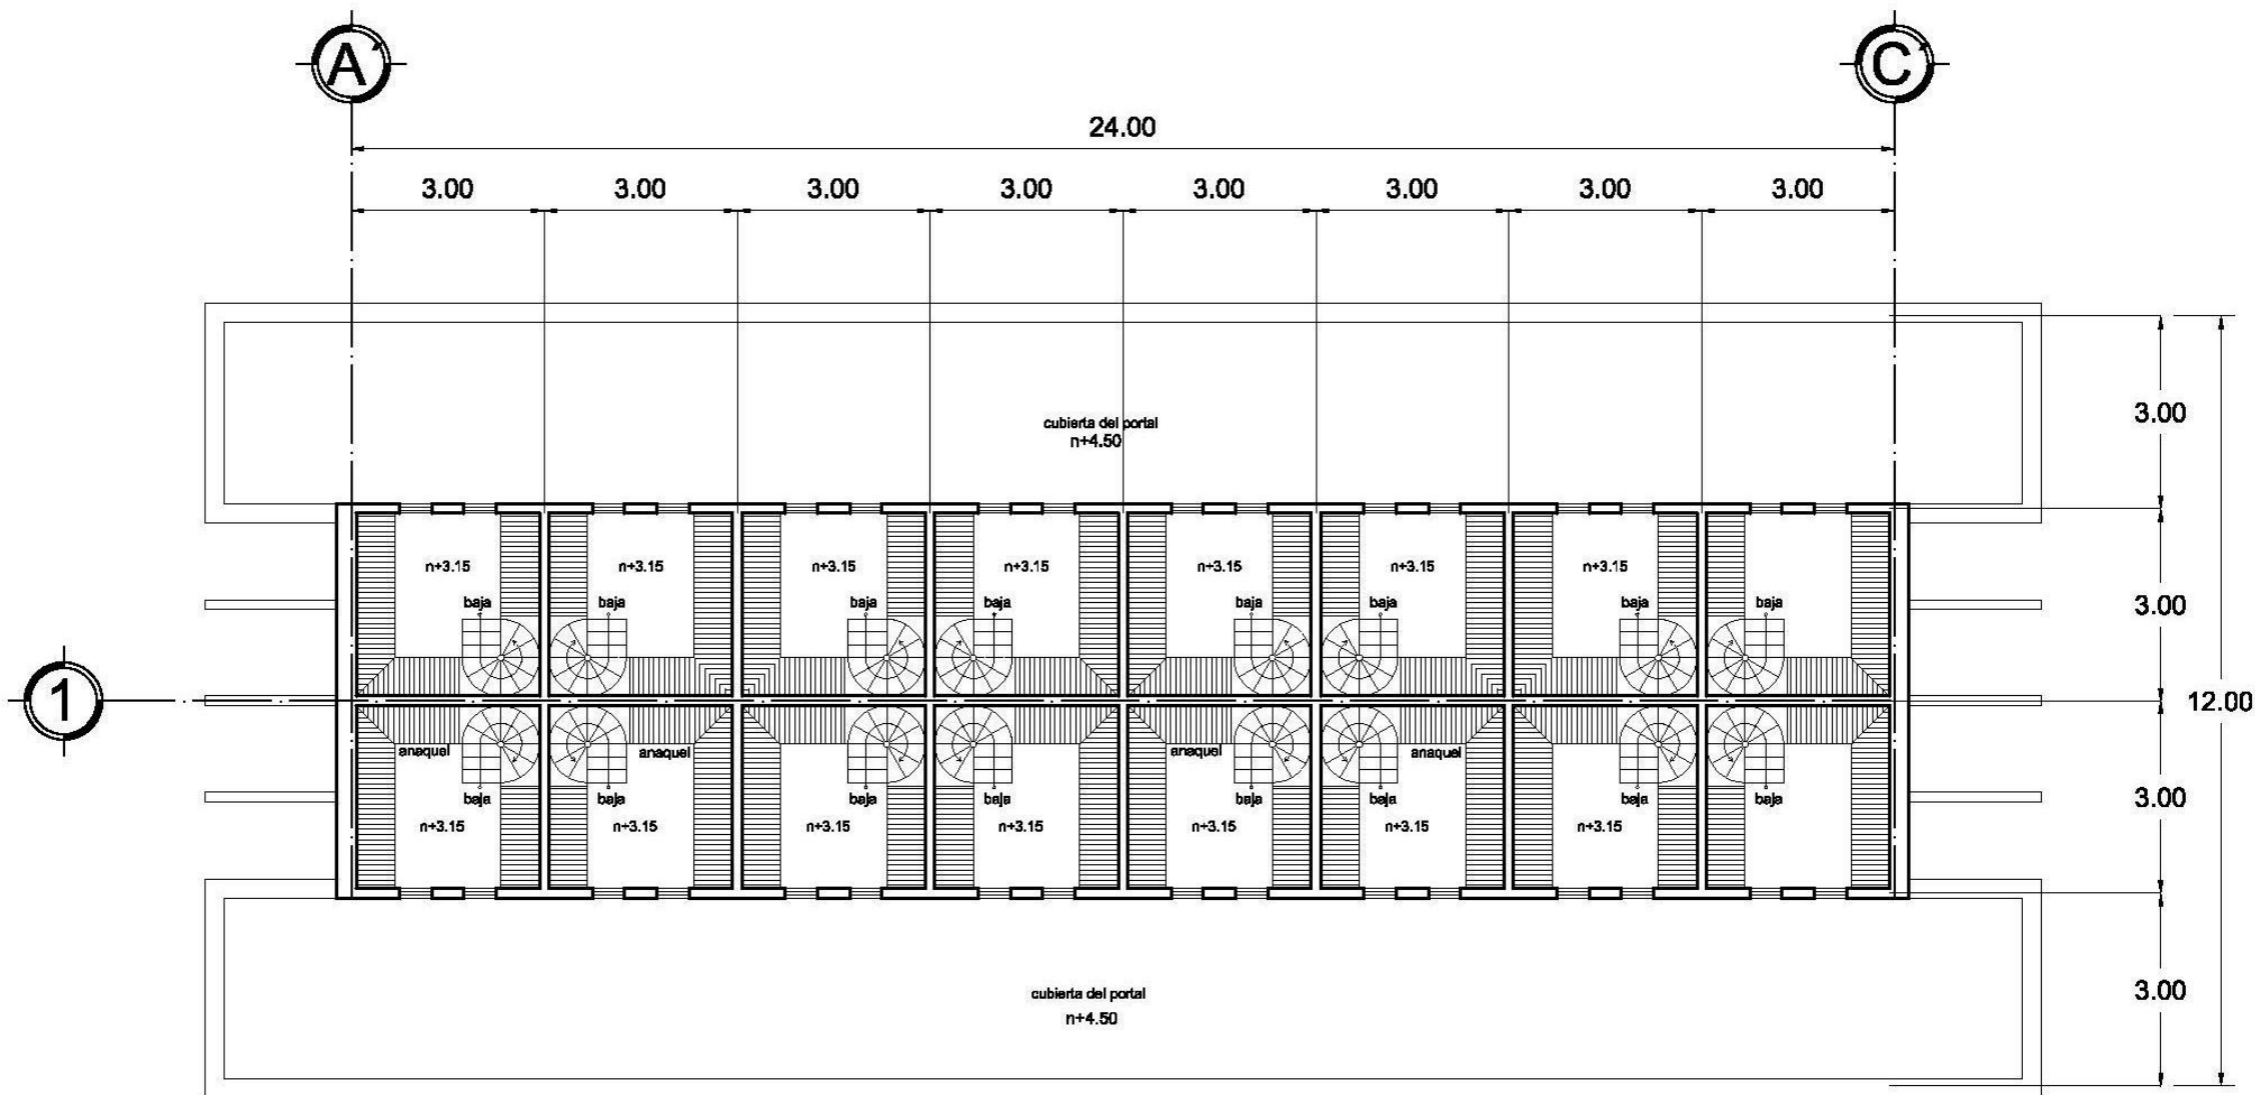 A
C
24.00
3.00 3.00 3.00 3.00 3.00 3.00 3.00 3.00
3.00
cubierta del portal
n+4.50
n+3.15 n+3.15 n+3.15 n+3.15 n+3.15 n+3.15 n+3.15
baja baja baja baja baja baja baja baja
3.00
1
12.00
anaquel anaquel anaquel anaquel
baja baja baja baja baja baja baja baja
3.00
n+3.15 n+3.15 n+3.15 n+3.15 n+3.15 n+3.15 n+3.15
cubierta del portal
3.00
n+4.50